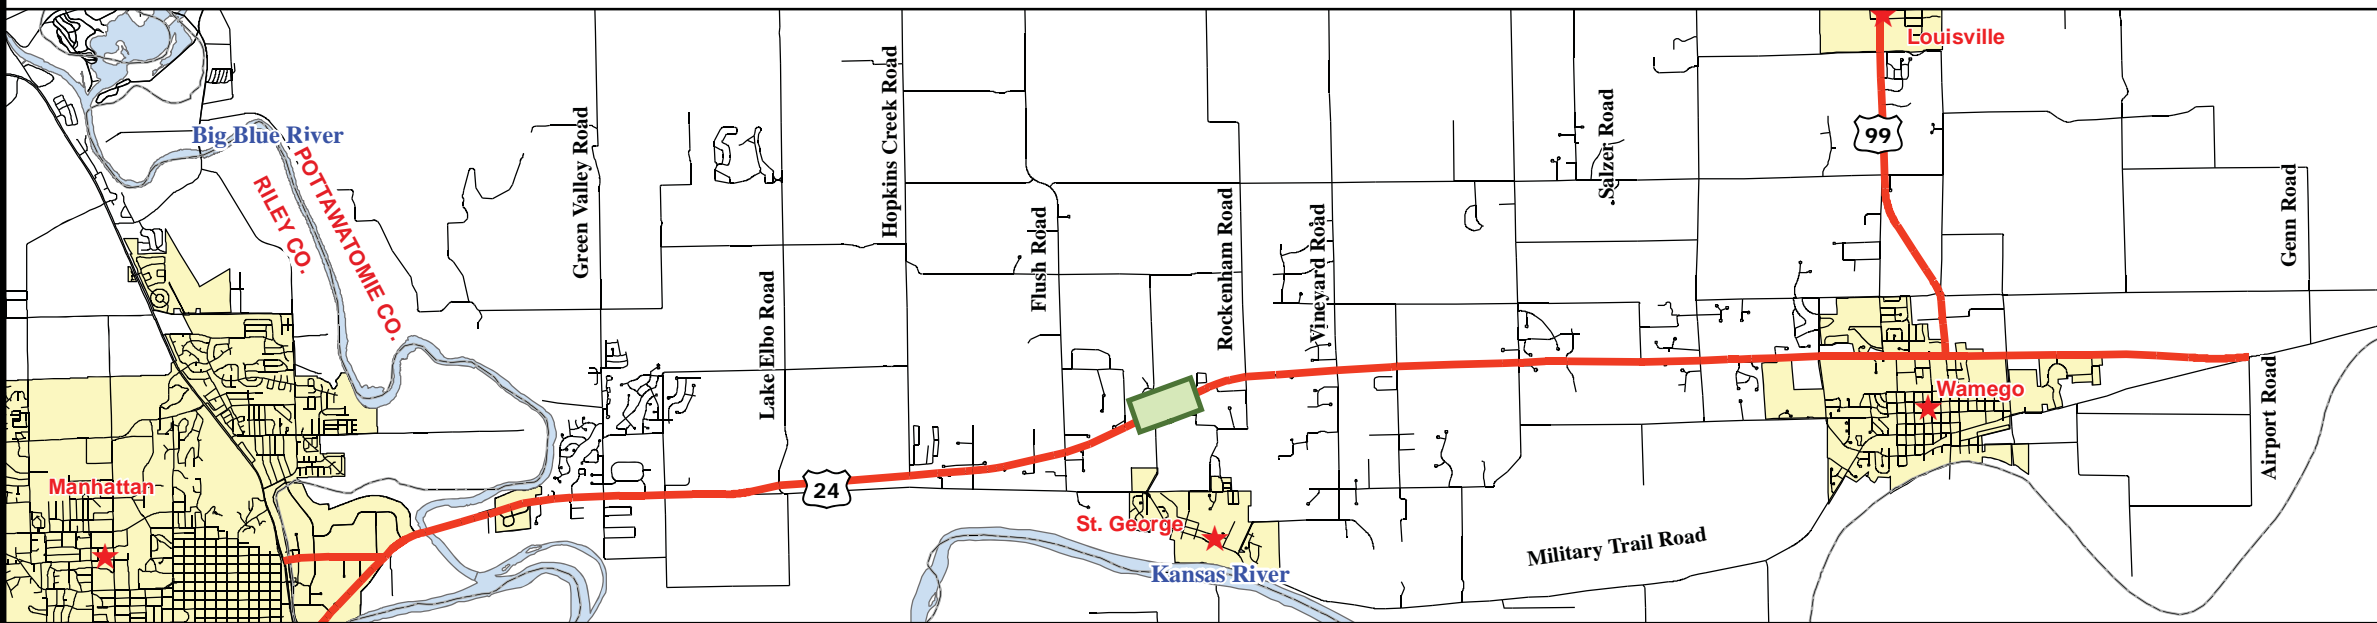 Louisville
99
Big Blue River
POTTAWATOMIE CO.
RILEY CO.
Green Valley Road
Hopkins Creek Road
Salzer Road
Genn Road
Lake Elbo Road
Flush Road
Rockenham Road
Vineyard Road
Wamego
Airport Road
Manhattan
24
St. George
Military Trail Road
Kansas River